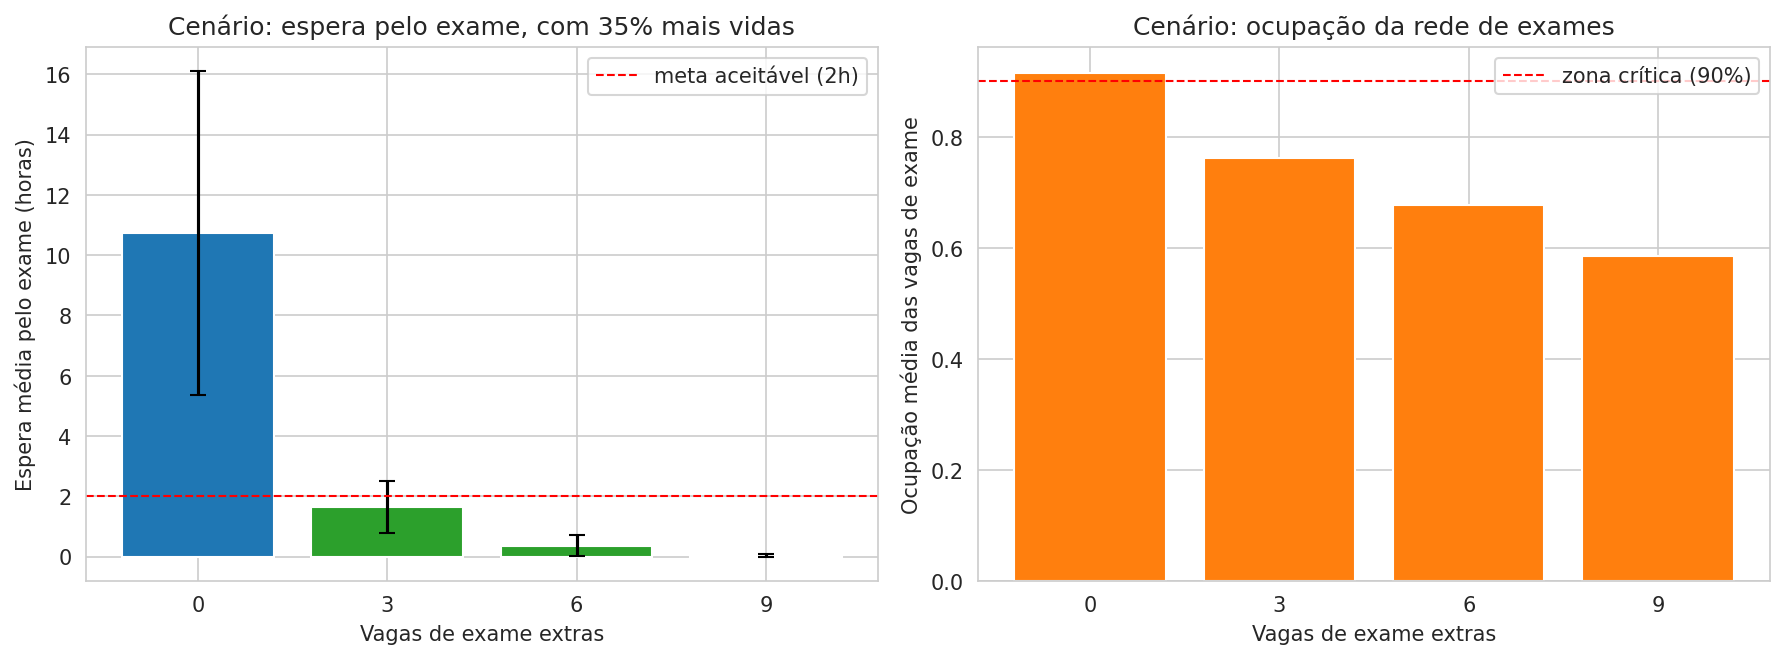 Cenário: espera pelo exame, com 35% mais vidas
meta aceitável (2h)
Espera média pelo exame (horas)
16
14
12
10
8
6
4
2
0
0 3 6 9
Vagas de exame extras
Cenário: ocupação da rede de exames
zona crítica (90%)
Ocupação média das vagas de exame
0.8
0.6
0.4
0.2
0.0
0 3 6 9
Vagas de exame extras